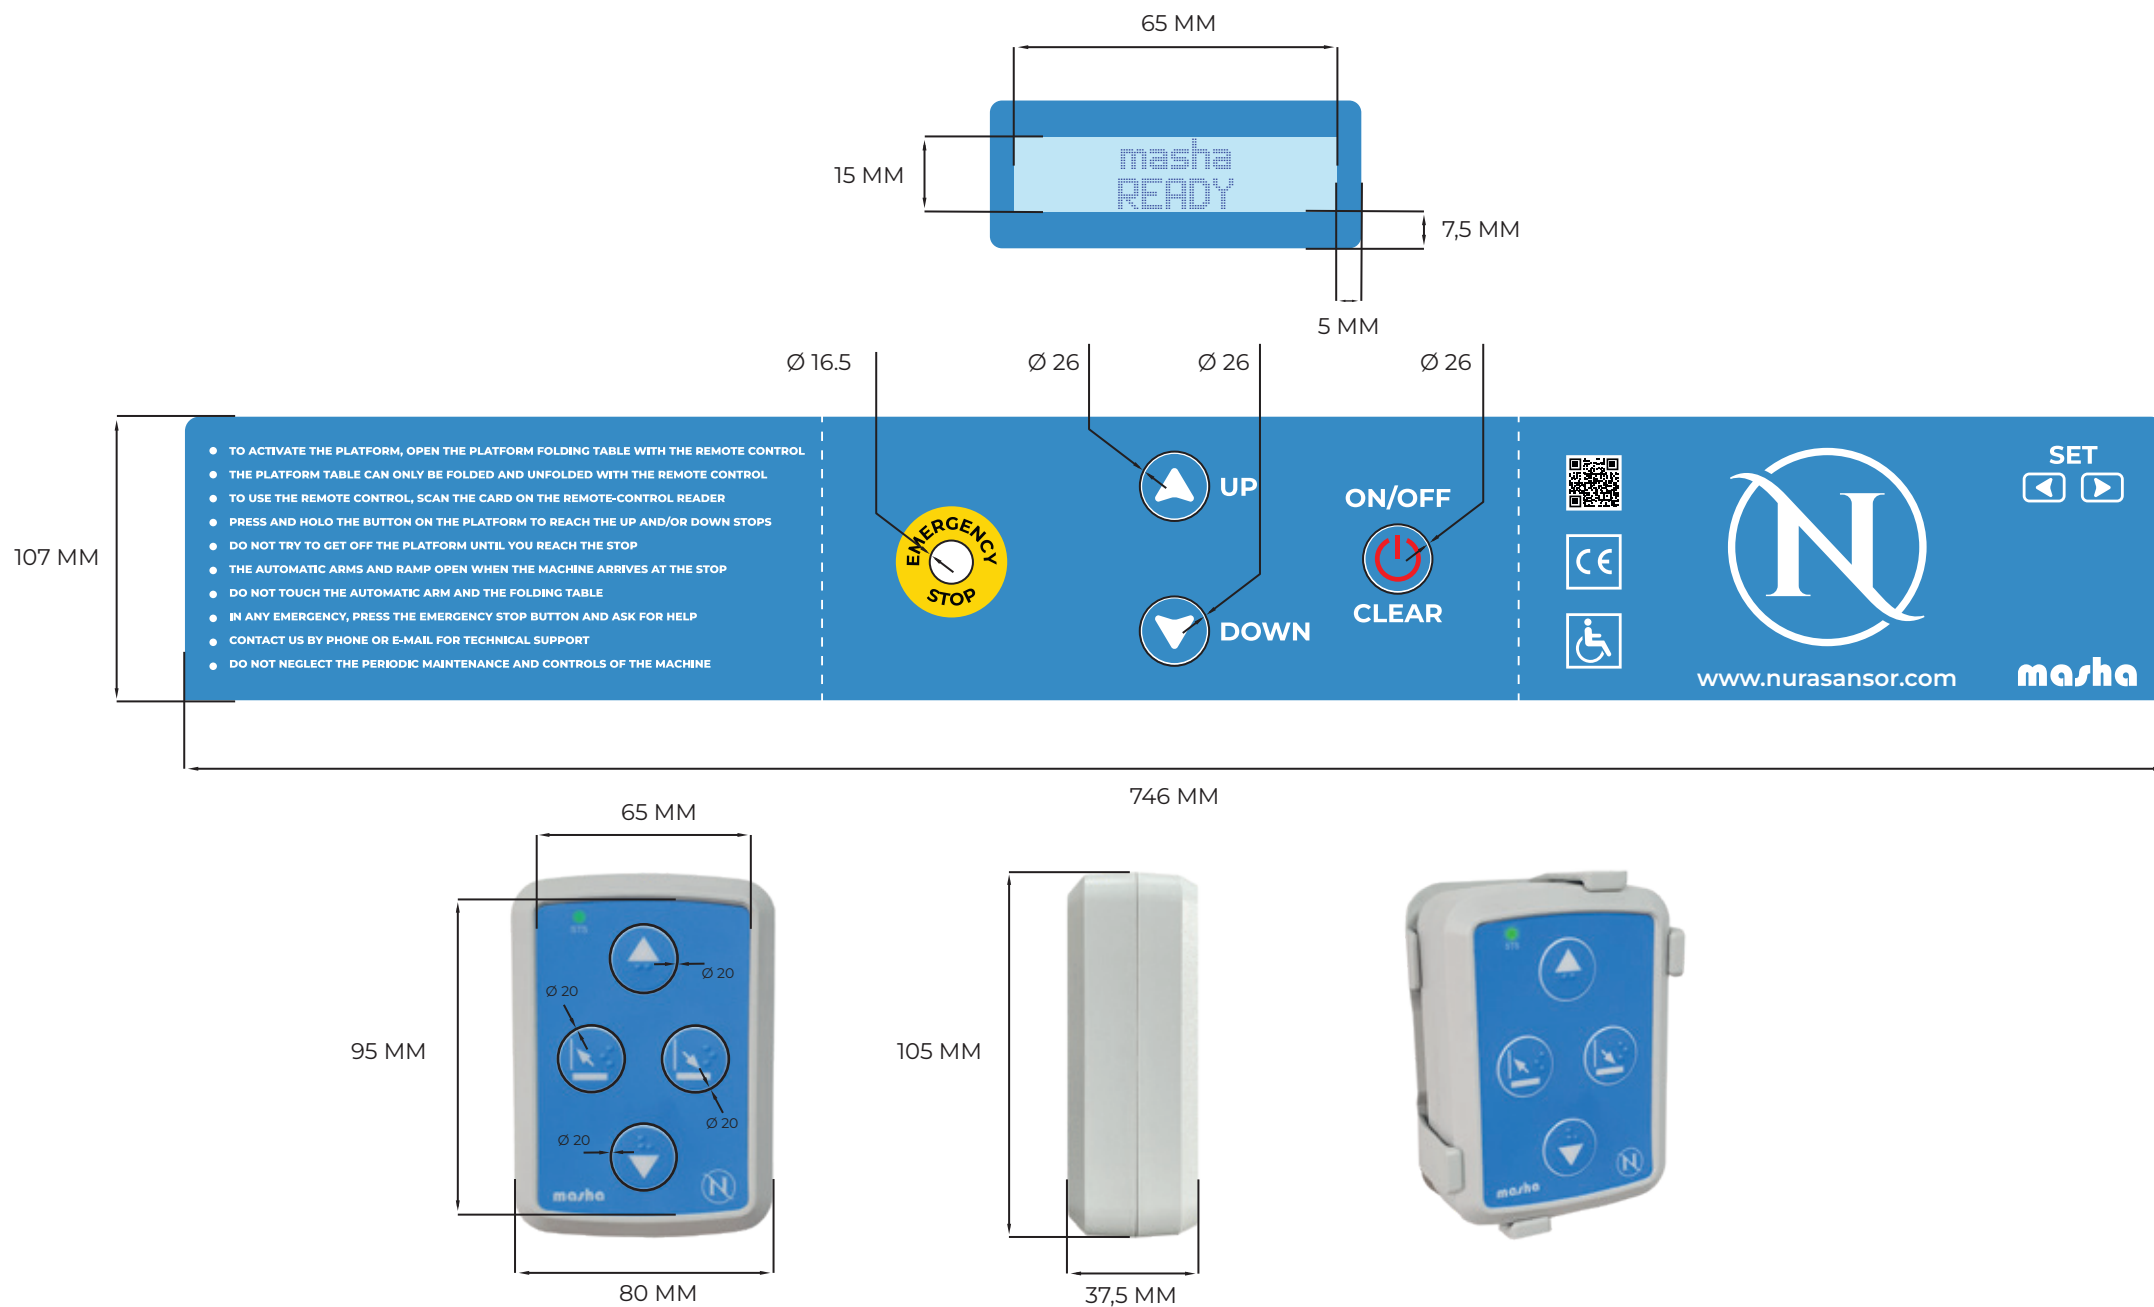 65 MM
masha
READY
15 MM
7,5 MM
5 MM
Ø 16.5
Ø 26
Ø 26
Ø 26
107 MM
TO ACTIVATE THE PLATFORM, OPEN THE PLATFORM FOLDING TABLE WITH THE REMOTE CONTROL
THE PLATFORM TABLE CAN ONLY BE FOLDED AND UNFOLDED WITH THE REMOTE CONTROL
TO USE THE REMOTE CONTROL, SCAN THE CARD ON THE REMOTE-CONTROL READER
PRESS AND HOLO THE BUTTON ON THE PLATFORM TO REACH THE UP AND/OR DOWN STOPS
DO NOT TRY TO GET OFF THE PLATFORM UNTIL YOU REACH THE STOP
THE AUTOMATIC ARMS AND RAMP OPEN WHEN THE MACHINE ARRIVES AT THE STOP
DO NOT TOUCH THE AUTOMATIC ARM AND THE FOLDING TABLE
IN ANY EMERGENCY, PRESS THE EMERGENCY STOP BUTTON AND ASK FOR HELP
CONTACT US BY PHONE OR E-MAIL FOR TECHNICAL SUPPORT
DO NOT NEGLECT THE PERIODIC MAINTENANCE AND CONTROLS OF THE MACHINE
EMERGENCY
STOP
UP
DOWN
ON/OFF
CLEAR
CE
N
www.nurasansor.com
SET
masha
746 MM
65 MM
95 MM
STS
Ø 20
Ø 20
Ø 20
Ø 20
masha
N
80 MM
105 MM
37,5 MM
STS
masha
N